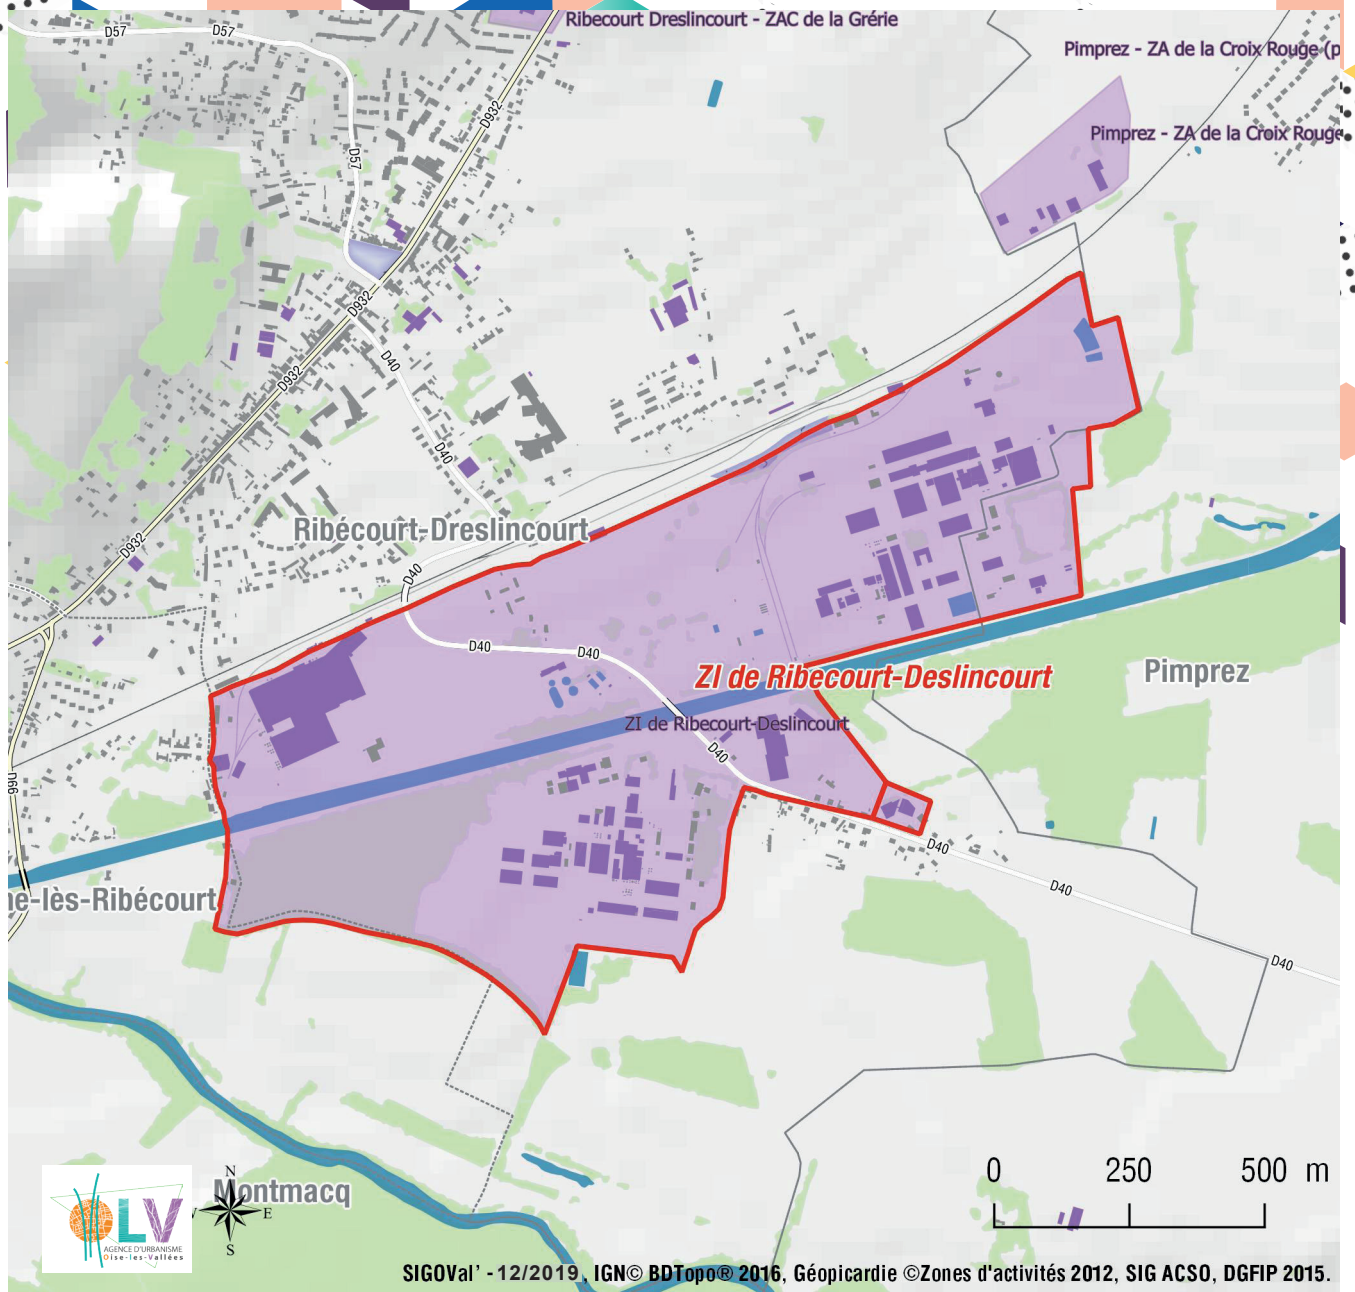 Ribecourt Dreslincourt - ZAC de la Grérie
D57
D57
Pimprez - ZA de la Croix Rouge (p
D932
Pimprez - ZA de la Croix Rouge
D57
D932
D40
D932
D40
Ribécourt-Dreslincourt
D932
D40
D40
D40
ZI de Ribecourt-Deslincourt
Pimprez
ZI de Ribecourt-Deslincourt
D40
D66
D40
ne-lès-Ribécourt
D40
D40
0 250 500 m
N
Montmacq
E
S
LV
AGENCE D'URBANISME
Oise-les-Vallées
SIGOVal' -12/2019, IGN© BDTopo® 2016, Géopicardie ©Zones d'activités 2012, SIG ACSO, DGFIP 2015.